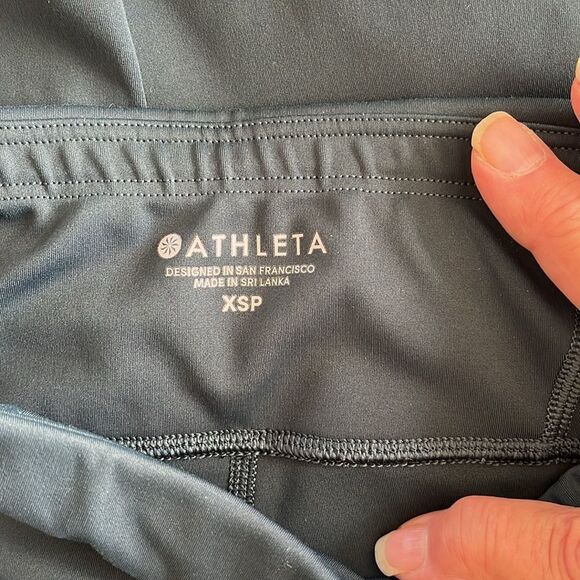 ATHLETA
DESIGNED IN SAN FRANCISCO
MADE IN SRI LANKA
XSP